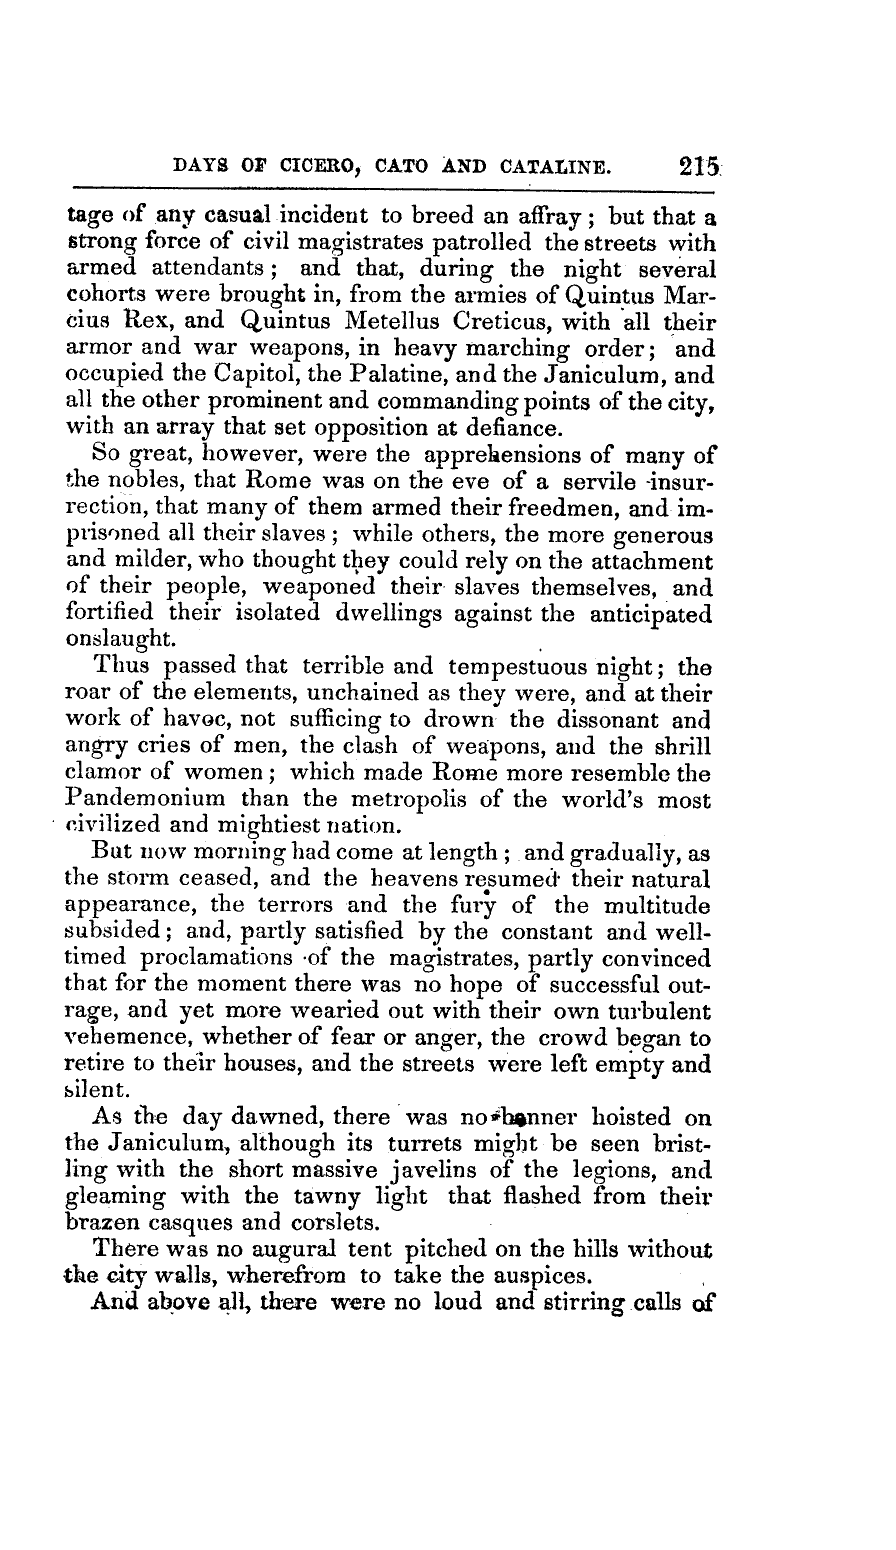 DAYS OF CICERO, CATO AND CATALINE. 215
tage of any casual incident to breed an affray; but that a
strong force of civil magistrates patrolled the streets with
armed attendants; and that, during the night several
cohorts were brought in, from the armies of Quintus Mar-
cius Rex, and Quintus Metellus Creticus, with all their
armor and war weapons, in heavy marching order; and
occupied the Capitol, the Palatine, and the Janiculum, and
all the other prominent and commanding points of the city,
with an array that set opposition at defiance.
So great, however, were the apprehensions of many of
the nobles, that Rome was on the eve of a servile insur-
rection, that many of them armed their freedmen, and im-
prisoned all their slaves; while others, the more generous
and milder, who thought they could rely on the attachment
of their people, weaponed their slaves themselves, and
fortified their isolated dwellings against the anticipated
onslaught.
Thus passed that terrible and tempestuous night; the
roar of the elements, unchained as they were, and at their
work of havoc, not sufficing to drown the dissonant and
angry cries of men, the clash of weapons, and the shrill
clamor of women; which made Rome more resemble the
Pandemonium than the metropolis of the world's most
civilized and mightiest nation.
But now morning had come at length; and gradually, as
the storm ceased, and the heavens resumed their natural
appearance, the terrors and the fury of the multitude
subsided; and, partly satisfied by the constant and well-
timed proclamations of the magistrates, partly convinced
that for the moment there was no hope of successful out-
rage, and yet more wearied out with their own turbulent
vehemence, whether of fear or anger, the crowd began to
retire to their houses, and the streets were left empty and
silent.
As the day dawned, there was no banner hoisted on
the Janiculum, although its turrets might be seen brist-
ling with the short massive javelins of the legions, and
gleaming with the tawny light that flashed from their
brazen casques and corslets.
There was no augural tent pitched on the hills without
the city walls, wherefrom to take the auspices.
And above all, there were no loud and stirring calls of